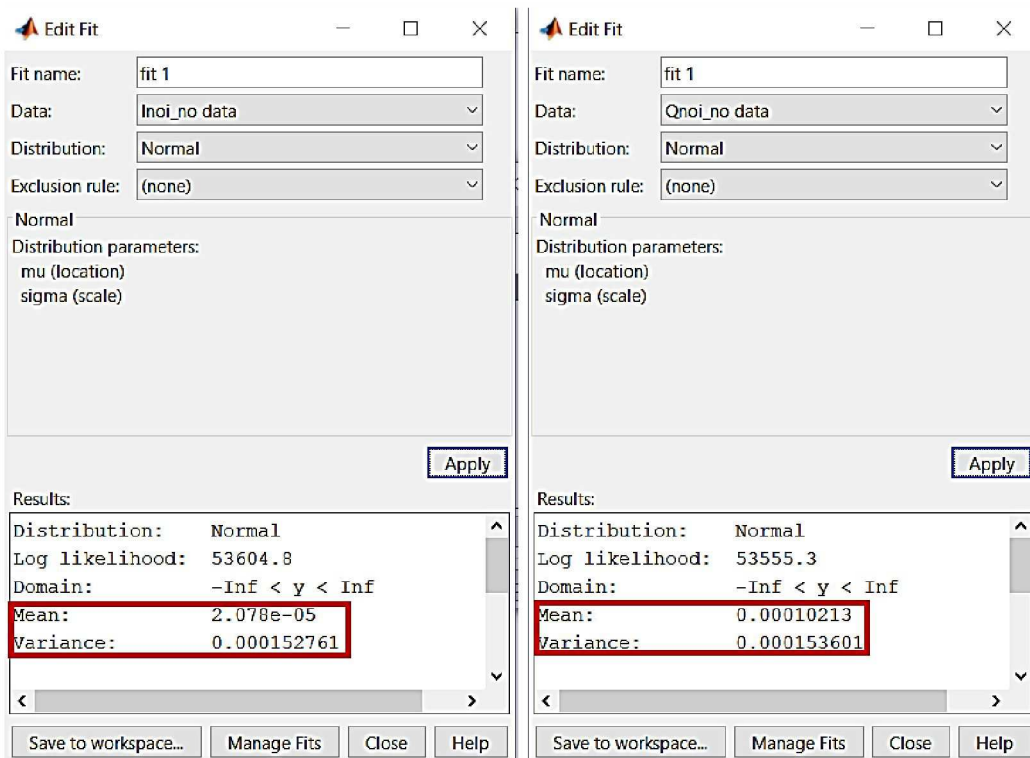 Edit Fit
Fit name: fit 1
Data: Inoi_no data
Distribution: Normal
Exclusion rule: (none)
Normal
Distribution parameters:
mu (location)
sigma (scale)
Apply
Results:
Distribution: Normal
Log likelihood: 53604.8
Domain: -Inf < y < Inf
Mean: 2.078e-05
Variance: 0.000152761
Save to workspace... Manage Fits Close Help
Edit Fit
Fit name: fit 1
Data: Qnoi_no data
Distribution: Normal
Exclusion rule: (none)
Normal
Distribution parameters:
mu (location)
sigma (scale)
Apply
Results:
Distribution: Normal
Log likelihood: 53555.3
Domain: -Inf < y < Inf
Mean: 0.00010213
Variance: 0.000153601
Save to workspace... Manage Fits Close Help